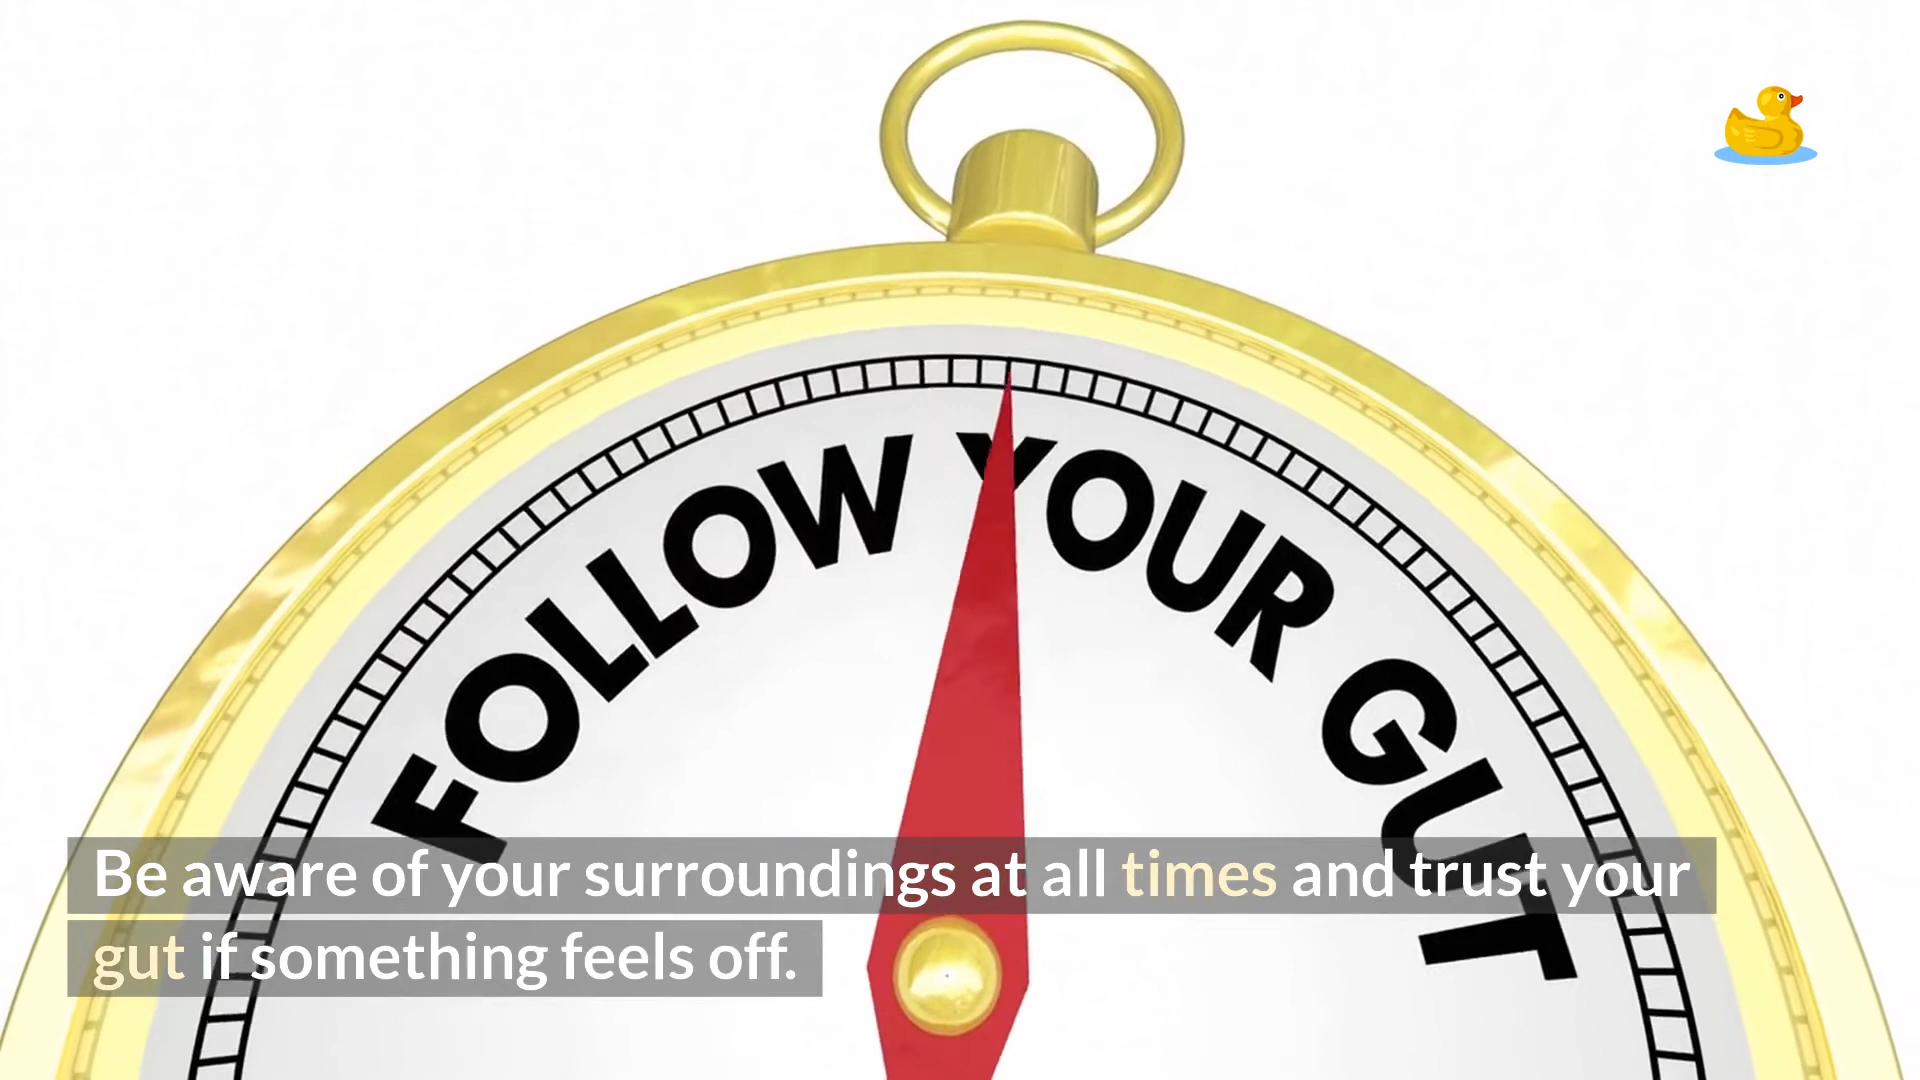 FOLLOW YOUR GUT
Be aware of your surroundings at all times and trust your
gut if something feels off.